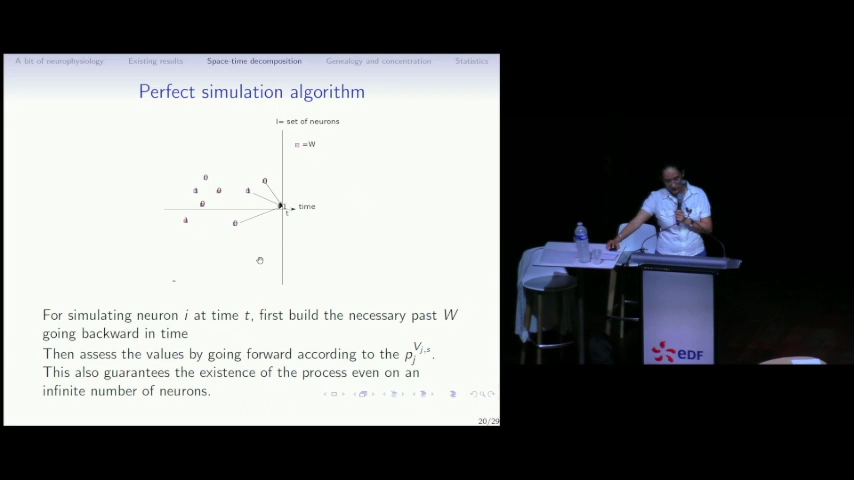 A bit of neurophysiology Existing results Space-time decomposition Genealogy and concentration Statistics
Perfect simulation algorithm
I= set of neurons
=W
time
t
For simulating neuron i at time t, first build the necessary past W
going backward in time
Then assess the values by going forward according to the p_j^{V_{j,s}}.
This also guarantees the existence of the process even on an
infinite number of neurons.
20/29
eDF